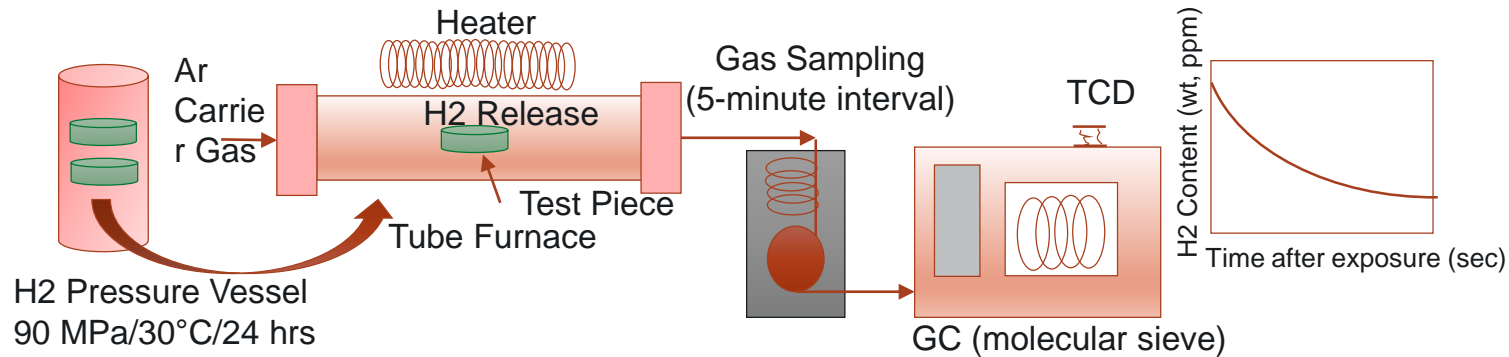 Heater
Ar
Carrie
r Gas
H2 Release
Test Piece
Tube Furnace
H2 Pressure Vessel
90 MPa/30°C/24 hrs
Gas Sampling
(5-minute interval)
TCD
GC (molecular sieve)
H2 Content (wt, ppm)
Time after exposure (sec)